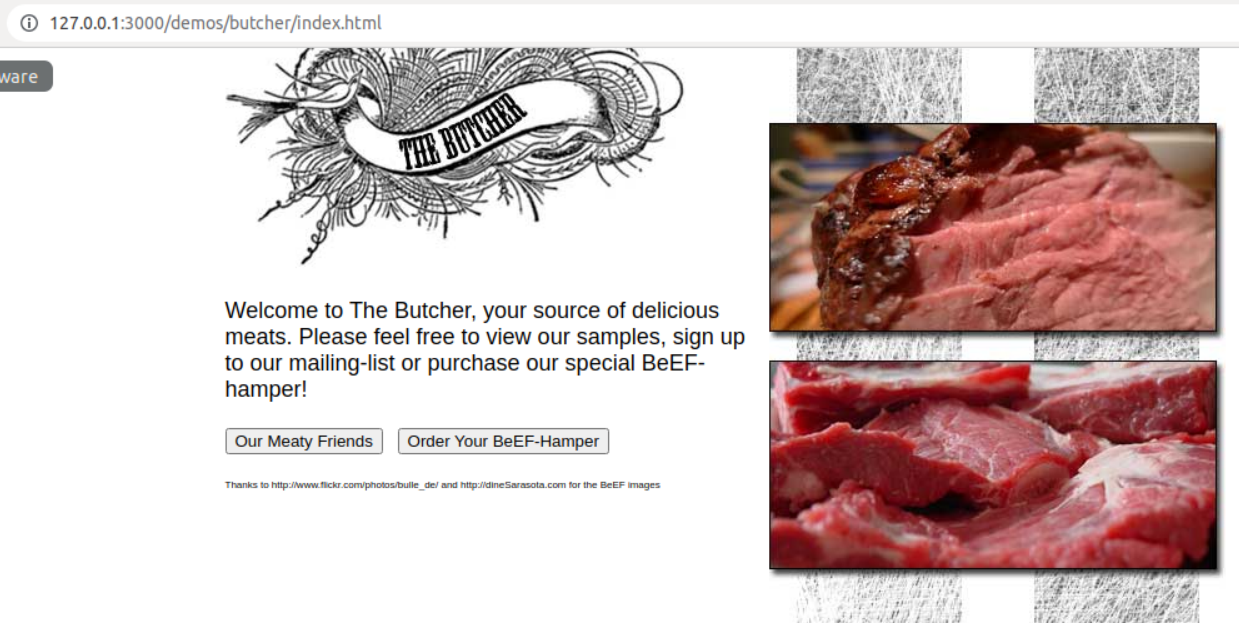 127.0.0.1:3000/demos/butcher/index.html
ware
THE BUTCHER
Welcome to The Butcher, your source of delicious
meats. Please feel free to view our samples, sign up
to our mailing-list or purchase our special BeEF-
hamper!
Our Meaty Friends
Order Your BeEF-Hamper
Thanks to http://www.flickr.com/photos/bulle_de/ and http://dineSarasota.com for the BeEF images